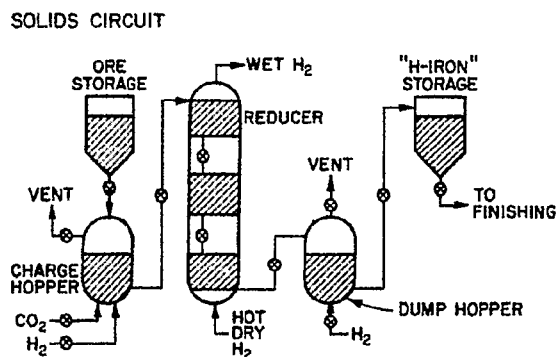 SOLIDS CIRCUIT
ORE
STORAGE
WET H₂
"H-IRON"
STORAGE
REDUCER
VENT
VENT
TO
FINISHING
CHARGE
HOPPER
DUMP HOPPER
CO₂
H₂
HOT
DRY
H₂
H₂